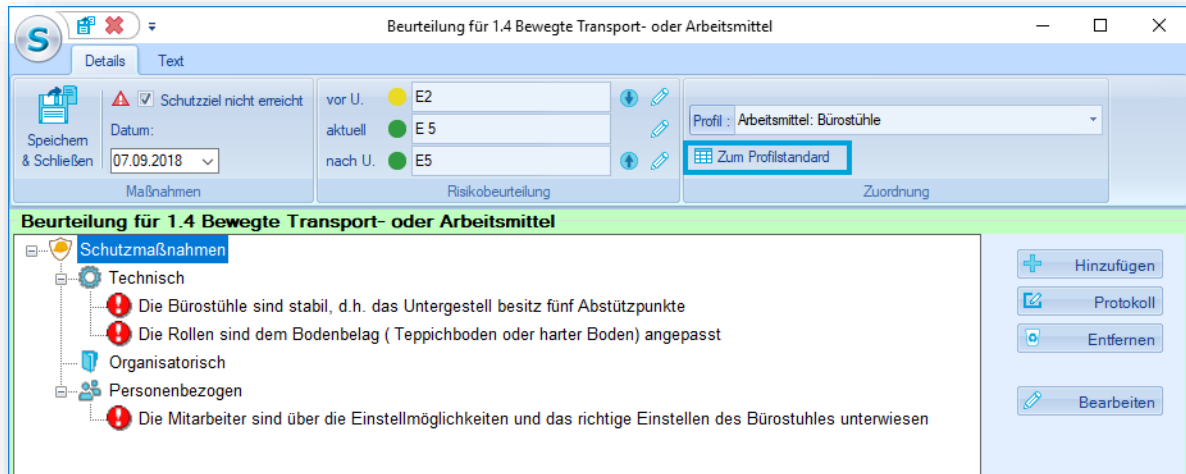 S
Beurteilung für 1.4 Bewegte Transport- oder Arbeitsmittel
Details Text
Schutzziel nicht erreicht
Datum:
07.09.2018
Speichern
& Schließen
Maßnahmen
vor U. E2
aktuell E 5
nach U. E5
Risikobeurteilung
Profil : Arbeitsmittel: Bürostühle
Zum Profilstandard
Zuordnung
Beurteilung für 1.4 Bewegte Transport- oder Arbeitsmittel
Schutzmaßnahmen
Technisch
Die Bürostühle sind stabil, d.h. das Untergestell besitz fünf Abstützpunkte
Die Rollen sind dem Bodenbelag ( Teppichboden oder harter Boden) angepasst
Organisatorisch
Personenbezogen
Die Mitarbeiter sind über die Einstellmöglichkeiten und das richtige Einstellen des Bürostuhles unterwiesen
Hinzufügen
Protokoll
Entfernen
Bearbeiten